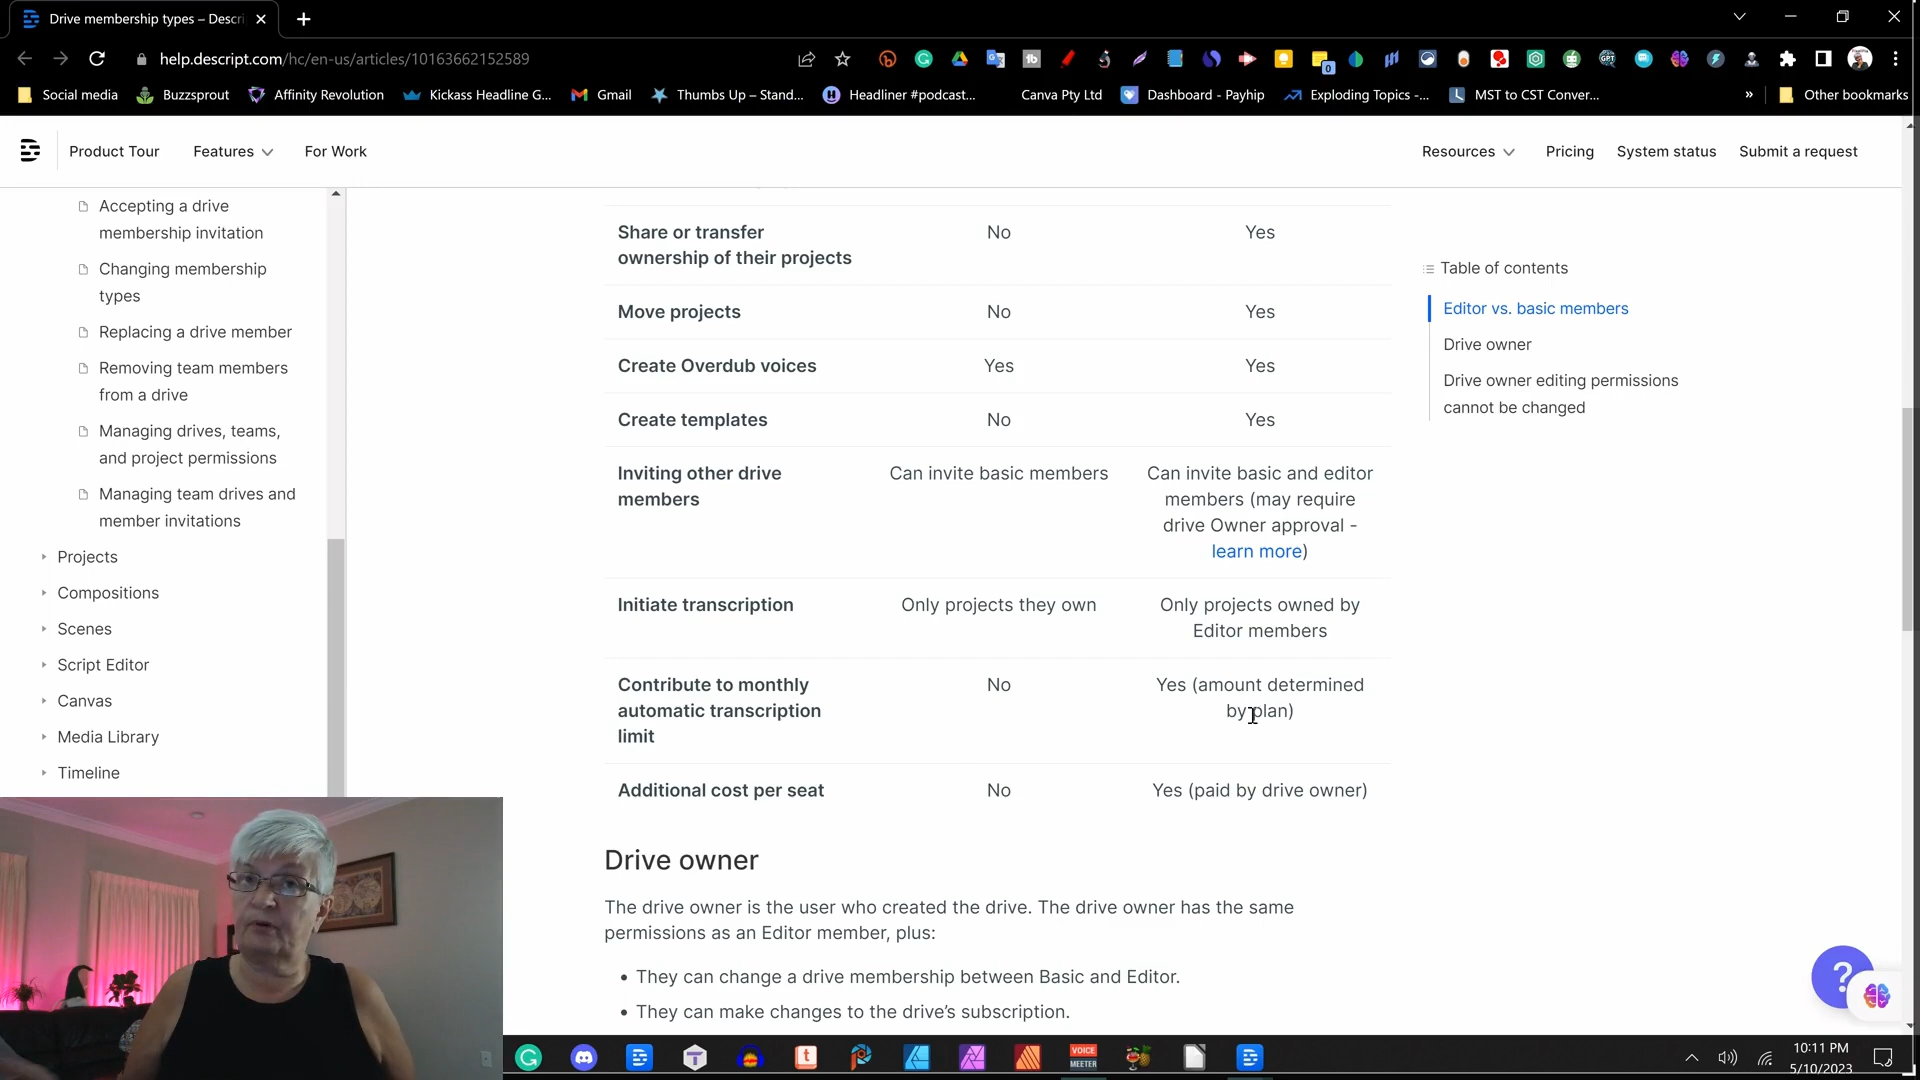 Drive membership types – Descri
help.descript.com/hc/en-us/articles/10163662152589
Social media
Buzzsprout
Affinity Revolution
Kickass Headline G...
Gmail
Thumbs Up – Stand...
Headliner #podcast...
Canva Pty Ltd
Dashboard - Payhip
Exploding Topics -...
MST to CST Conver...
»
Other bookmarks
Product Tour
Features
For Work
Resources
Pricing
System status
Submit a request
Accepting a drive
membership invitation
Changing membership
types
Replacing a drive member
Removing team members
from a drive
Managing drives, teams,
and project permissions
Managing team drives and
member invitations
Projects
Compositions
Scenes
Script Editor
Canvas
Media Library
Timeline
Share or transfer
ownership of their projects
No
Yes
Move projects
No
Yes
Create Overdub voices
Yes
Yes
Create templates
No
Yes
Inviting other drive
members
Can invite basic members
Can invite basic and editor
members (may require
drive Owner approval -
learn more)
Initiate transcription
Only projects they own
Only projects owned by
Editor members
Contribute to monthly
automatic transcription
limit
No
Yes (amount determined
by plan)
Additional cost per seat
No
Yes (paid by drive owner)
Drive owner
The drive owner is the user who created the drive. The drive owner has the same
permissions as an Editor member, plus:
• They can change a drive membership between Basic and Editor.
• They can make changes to the drive's subscription.
Table of contents
Editor vs. basic members
Drive owner
Drive owner editing permissions
cannot be changed
?
VOICE
MEETER
10:11 PM
5/10/2023